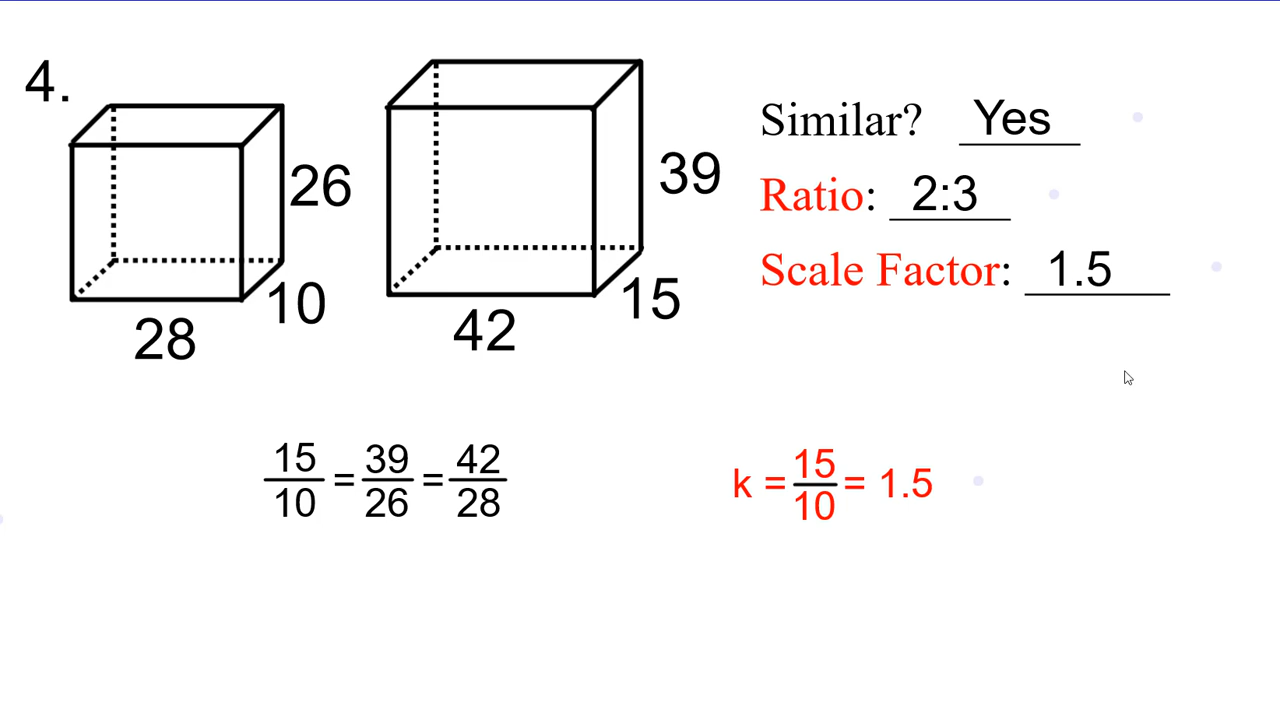 4.
26
10
28
39
15
42
Similar? Yes
Ratio: 2:3
Scale Factor: 1.5
15/10 = 39/26 = 42/28
k = 15/10 = 1.5